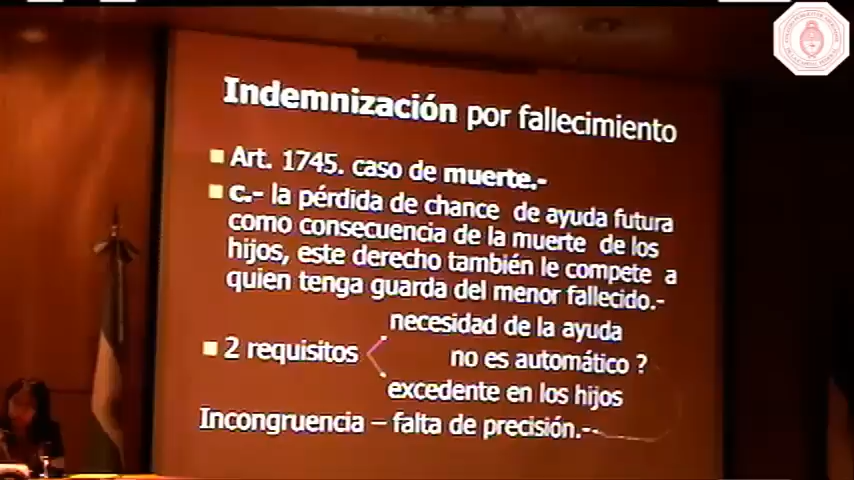 Indemnización por fallecimiento
Art. 1745. caso de muerte.-
c.- la pérdida de chance de ayuda futura
como consecuencia de la muerte de los
hijos, este derecho también le compete a
quien tenga guarda del menor fallecido.-
necesidad de la ayuda
2 requisitos
no es automático ?
excedente en los hijos
Incongruencia – falta de precisión.-